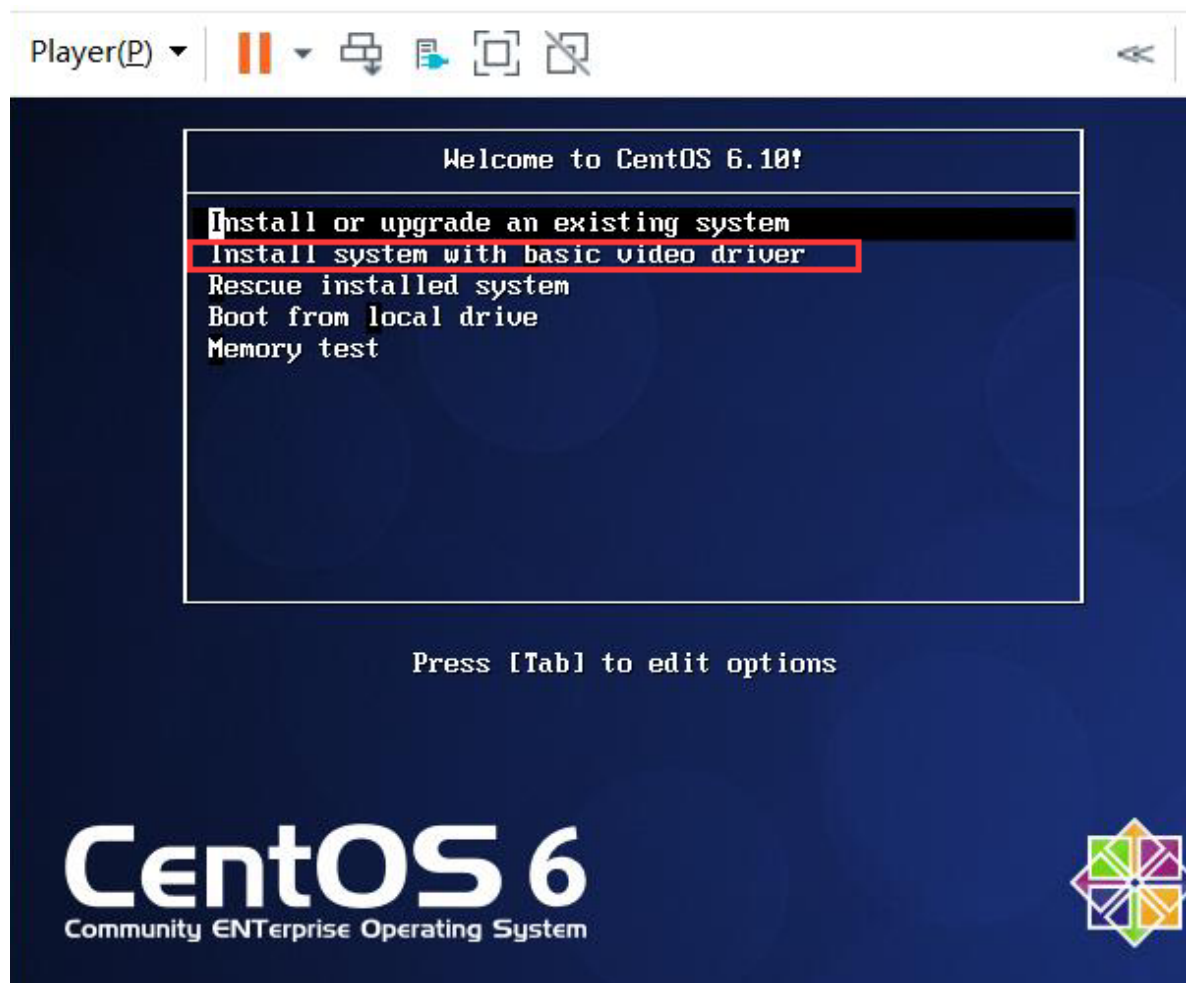 Player(P)
Welcome to CentOS 6.10!
Install or upgrade an existing system
Install system with basic video driver
Rescue installed system
Boot from local drive
Memory test
Press [Tab] to edit options
CentOS 6
Community ENTerprise Operating System